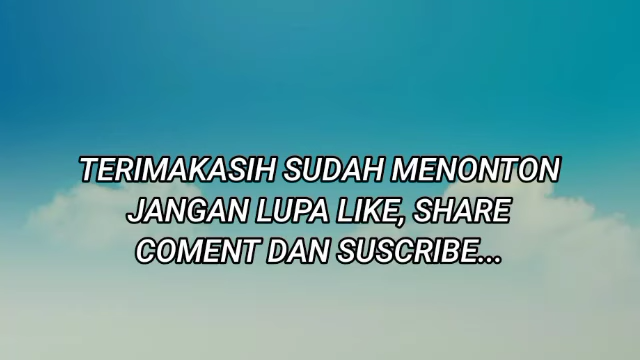 TERIMAKASIH SUDAH MENONTON
JANGAN LUPA LIKE, SHARE
COMENT DAN SUSCRIBE...